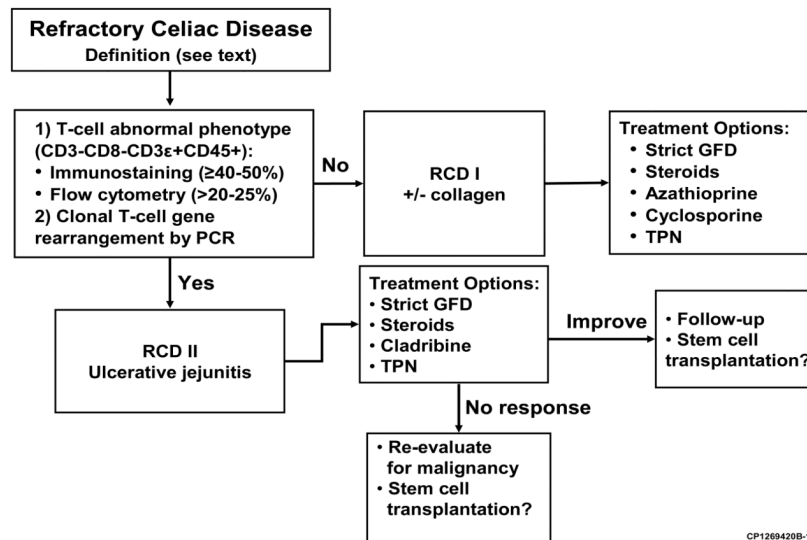 Refractory Celiac Disease
Definition (see text)
1) T-cell abnormal phenotype
(CD3-CD8-CD3ε+CD45+):
• Immunostaining (≥40-50%)
• Flow cytometry (>20-25%)
2) Clonal T-cell gene
rearrangement by PCR
No
RCD I
+/- collagen
Treatment Options:
• Strict GFD
• Steroids
• Azathioprine
• Cyclosporine
• TPN
Yes
RCD II
Ulcerative jejunitis
Treatment Options:
• Strict GFD
• Steroids
• Cladribine
• TPN
Improve
• Follow-up
• Stem cell
transplantation?
No response
• Re-evaluate
for malignancy
• Stem cell
transplantation?